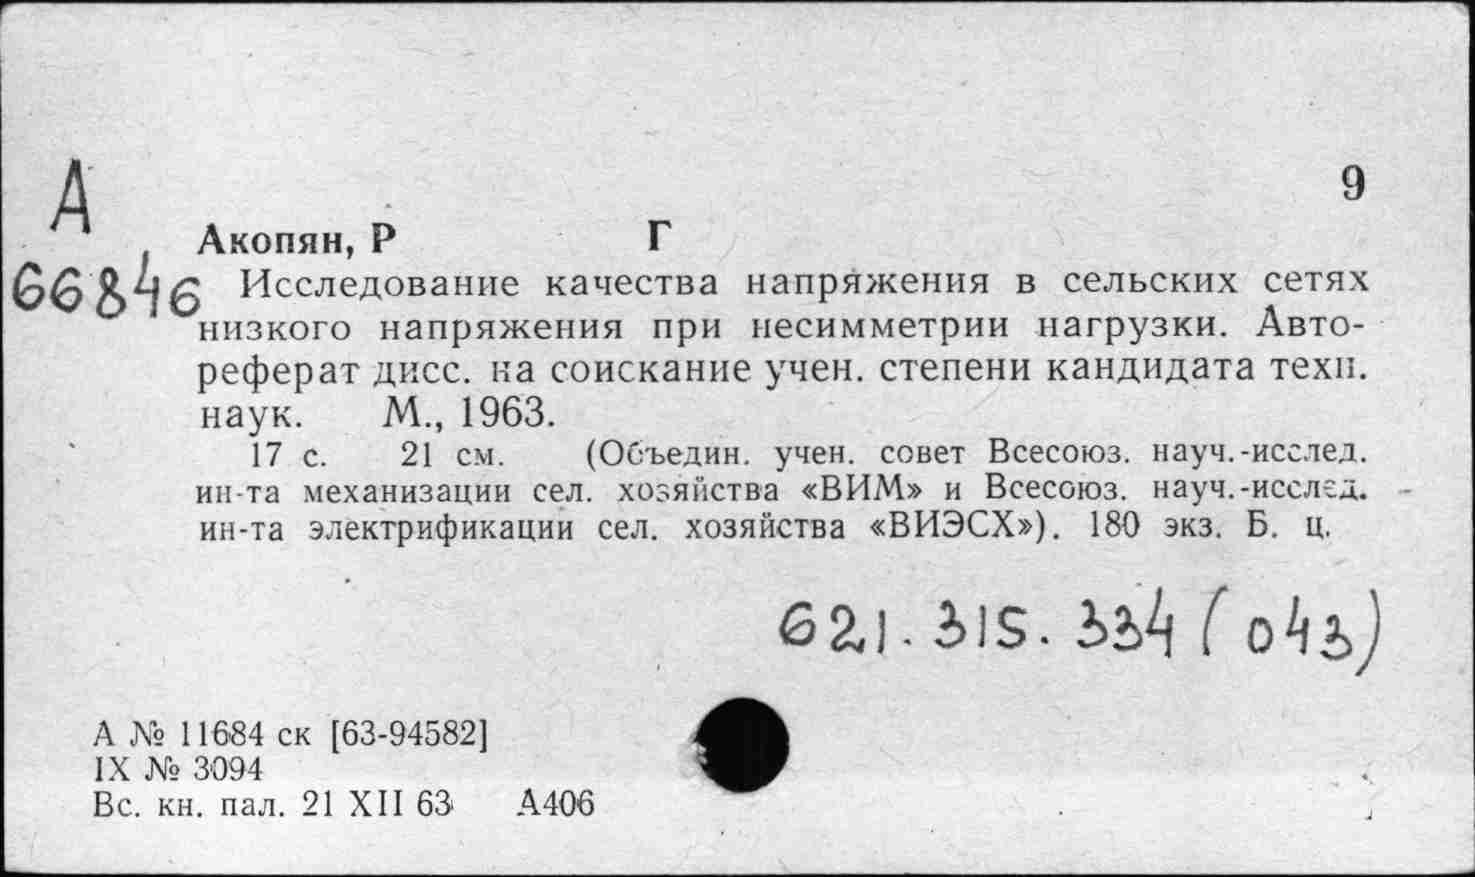 А
9
Акопян, Р Г
66846
Исследование качества напряжения в сельских сетях
низкого напряжения при несимметрии нагрузки. Авто-
реферат дисс. на соискание учен. степени кандидата техн.
наук. М., 1963.
17 с. 21 см. (Объедин. учен. совет Всесоюз. науч.-исслед.
ин-та механизации сел. хозяйства «ВИМ» и Всесоюз. науч.-исслед.
ин-та электрификации сел. хозяйства «ВИЭСХ»). 180 экз. Б. ц.
621.315.334(043)
А № 11684 ск [63-94582]
IX № 3094
Вс. кн. пал. 21 XII 63 А406